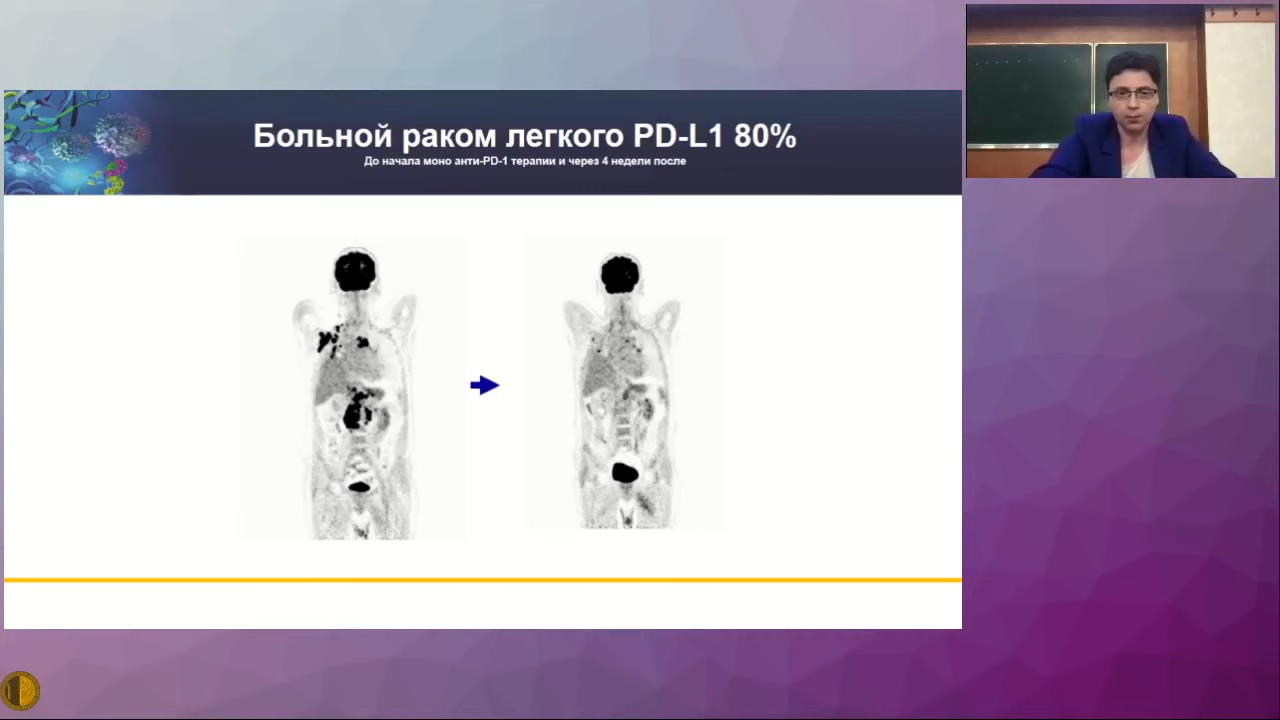 Больной раком легкого PD-L1 80%
До начала моно анти-PD-1 терапии и через 4 недели после